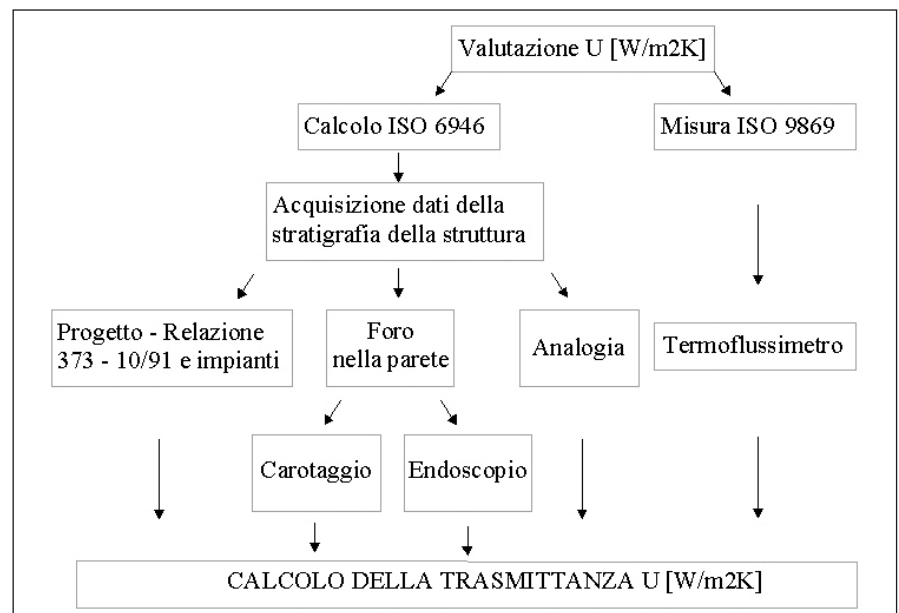 Valutazione U [W/m2K]
Calcolo ISO 6946
Misura ISO 9869
Acquisizione dati della
stratigrafia della struttura
Progetto - Relazione
373 - 10/91 e impianti
Foro
nella parete
Analogia
Termoflussimetro
Carotaggio
Endoscopio
CALCOLO DELLA TRASMITTANZA U [W/m2K]